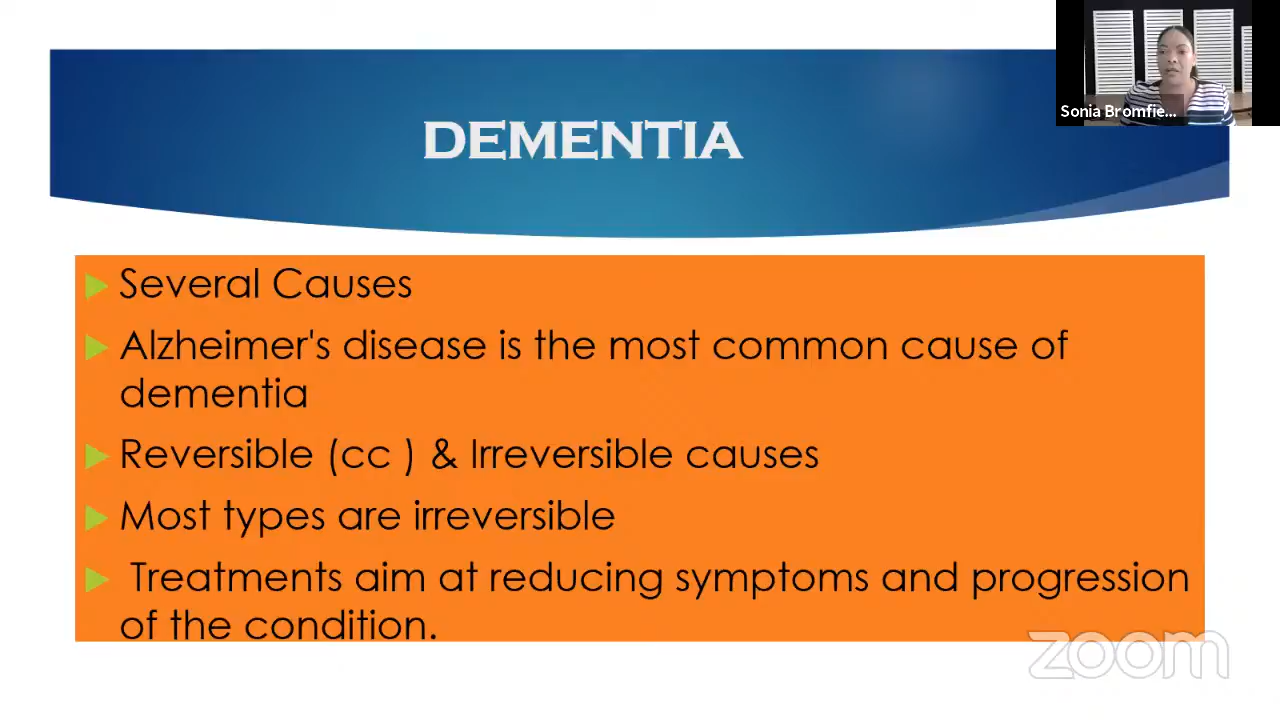 Sonia Bromfie...
DEMENTIA
Several Causes
Alzheimer's disease is the most common cause of
dementia
Reversible (cc ) & Irreversible causes
Most types are irreversible
Treatments aim at reducing symptoms and progression
of the condition.
zoom